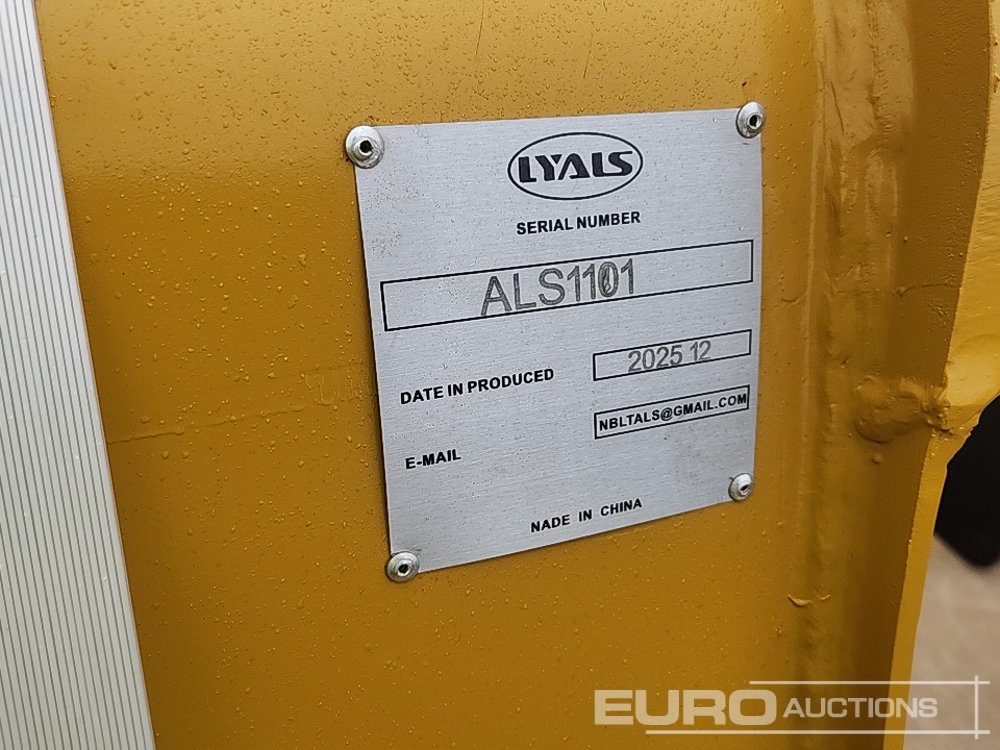 LYALS
SERIAL NUMBER
ALS1101
DATE IN PRODUCED
2025 12
E-MAIL
NBLTALS@GMAIL.COM
NADE IN CHINA
EURO AUCTIONS